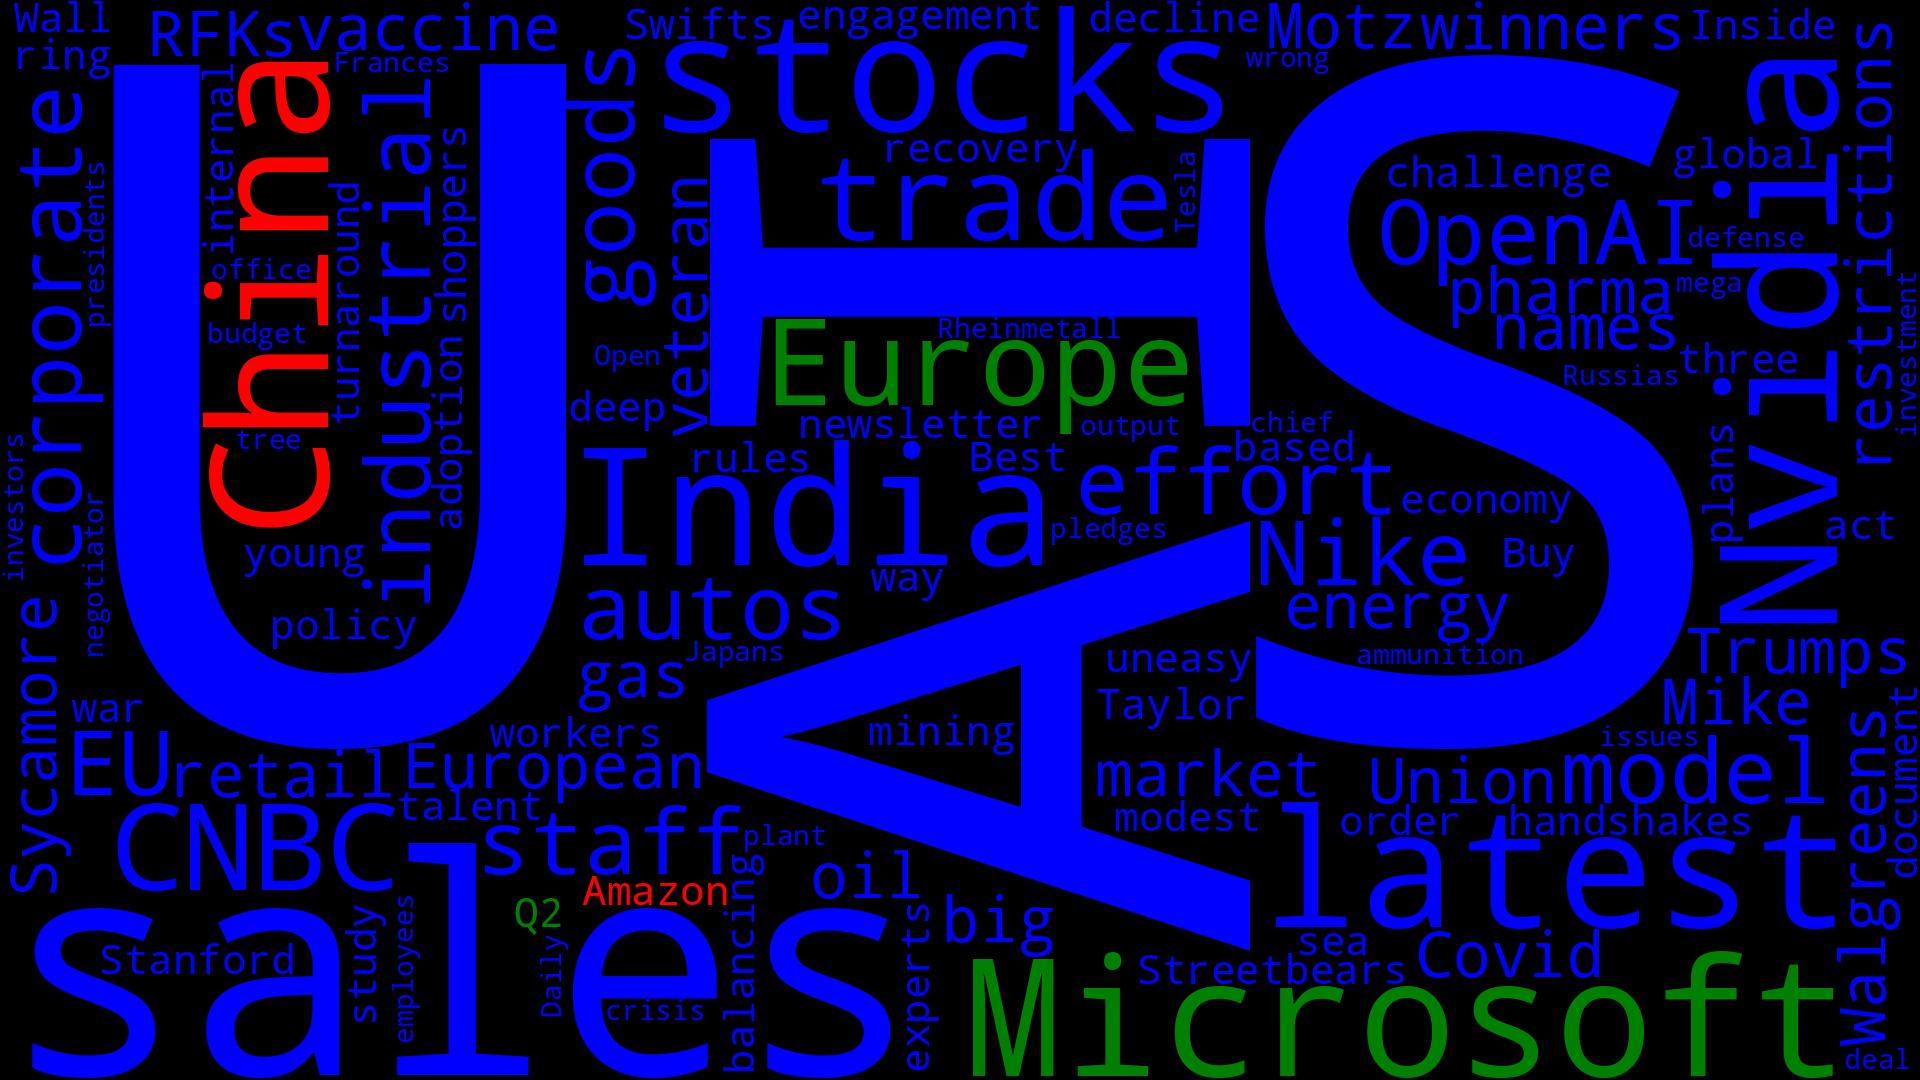 Wall
ring
RFKs
vaccine
Frances
Swifts
engagement
decline
Motz
winners
Inside
stocks
wrong
goods
U
S
AI
China
internal
industrial
shoppers
adoption
turnaround
office
budget
tree
young
policy
corporate
presidents
investors
negotiator
Sycamore
recovery
trade
Tesla
veteran
Europe
Rheinmetall
Open
deep
newsletter
output
chief
based
rules
Best
India
effort
pledges
economy
challenge
global
OpenAI
defense
pharma
mega
names
three
Russias
Nvidia
restrictions
investment
plans
act
Nike
Buy
energy
ammunition
way
autos
Japans
gas
uneasy
Taylor
mining
Trumps
Mike
issues
document
Walgreens
war
EU
retail
European
workers
talent
CNBC
staff
plant
market
modest
Union
model
order
handshakes
latest
oil
big
Amazon
Q2
Daily
sales
Stanford
study
employees
crisis
balancing
experts
sea
Streetbears
Covid
Microsoft
deal